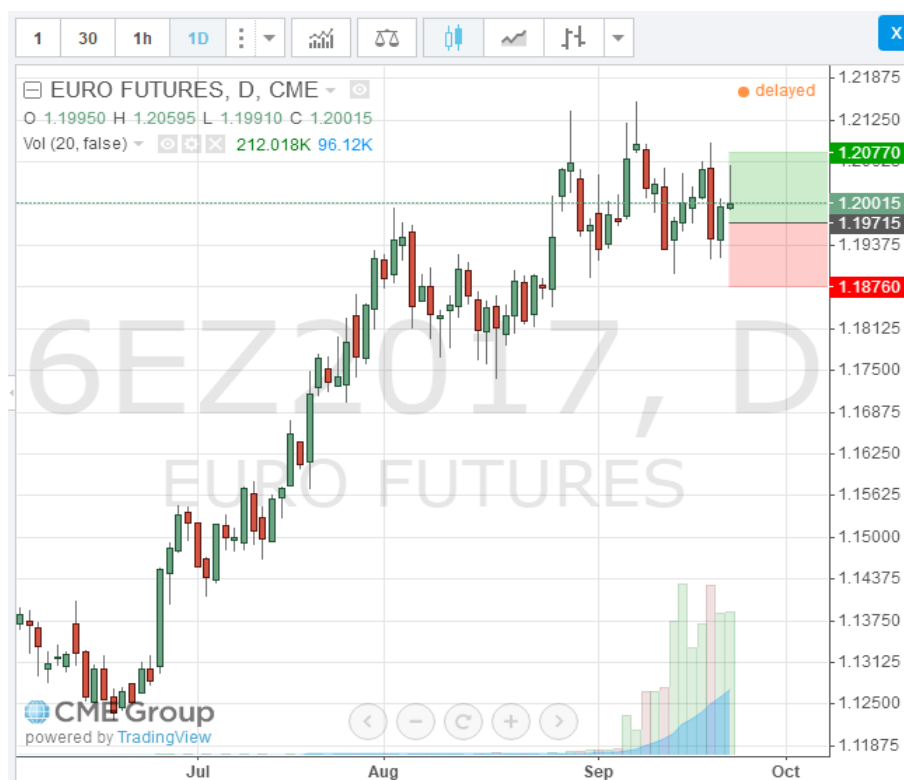 1 30 1h 1D
X
EURO FUTURES, D, CME
delayed
O 1.19950 H 1.20595 L 1.19910 C 1.20015
Vol (20, false) 212.018K 96.12K
1.21875
1.21250
1.20770
1.20015
1.19715
1.19375
1.18760
1.18125
1.17500
1.16875
1.16250
1.15625
1.15000
1.14375
1.13750
1.13125
1.12500
1.11875
6EZ2017, D
EURO FUTURES
CME Group
powered by TradingView
Jul Aug Sep Oct